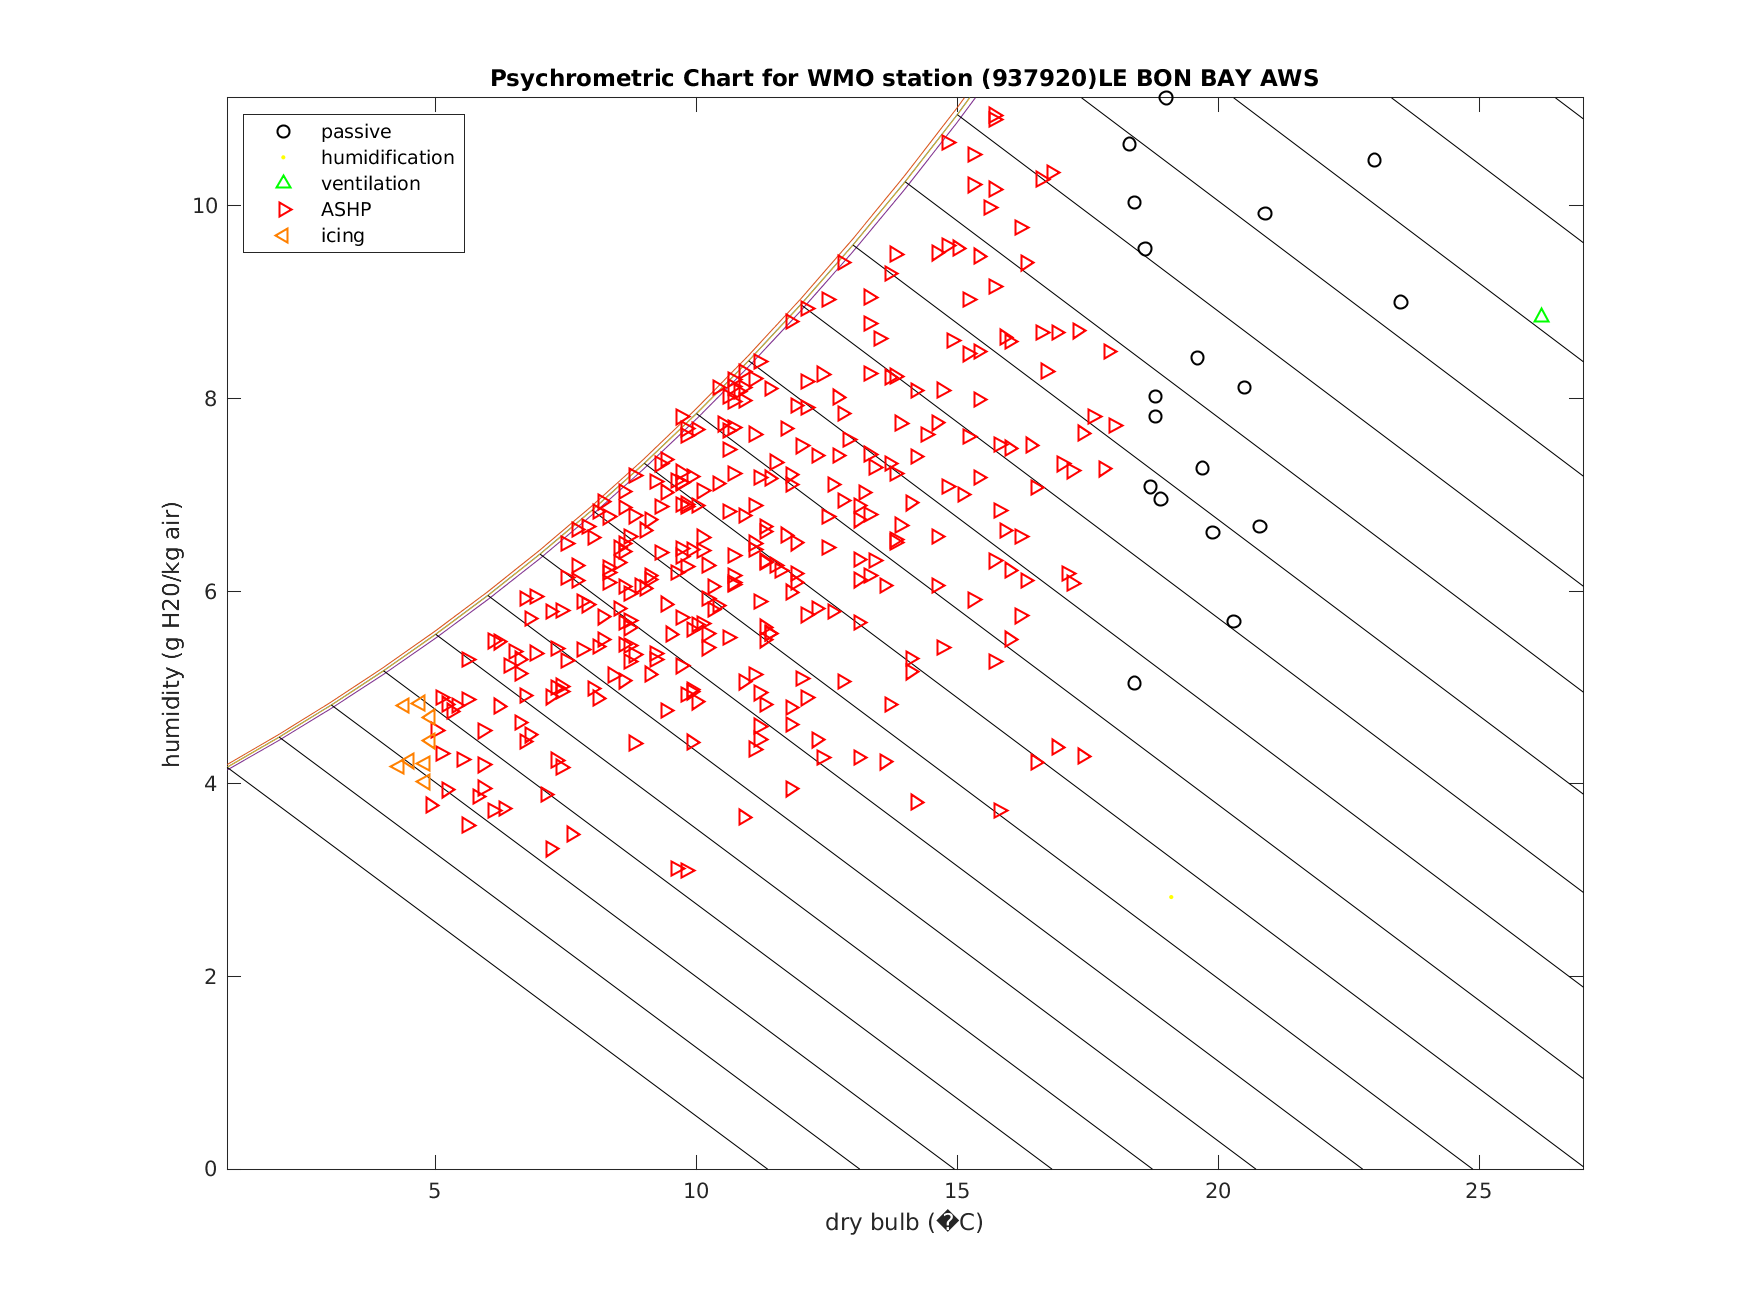 Psychrometric Chart for WMO station (937920)LE BON BAY AWS
passive
humidification
ventilation
ASHP
icing
humidity (g H20/kg air)
10
8
6
4
2
0
5
10
15
20
25
dry bulb (�C)